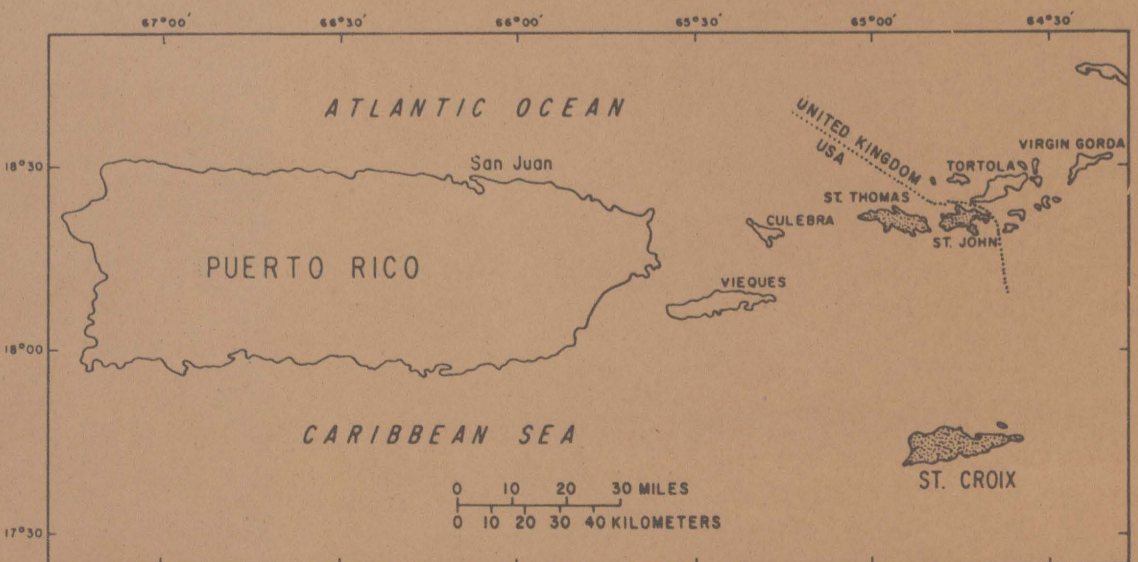 67°00' 66°30' 66°00' 65°30' 65°00' 64°30'
ATLANTIC OCEAN
UNITED KINGDOM
USA
VIRGIN GORDA
18°30'
San Juan
TORTOLA
ST. THOMAS
CULEBRA
ST. JOHN
PUERTO RICO
VIEQUES
18°00'
CARIBBEAN SEA
ST. CROIX
0 10 20 30 MILES
0 10 20 30 40 KILOMETERS
17°30